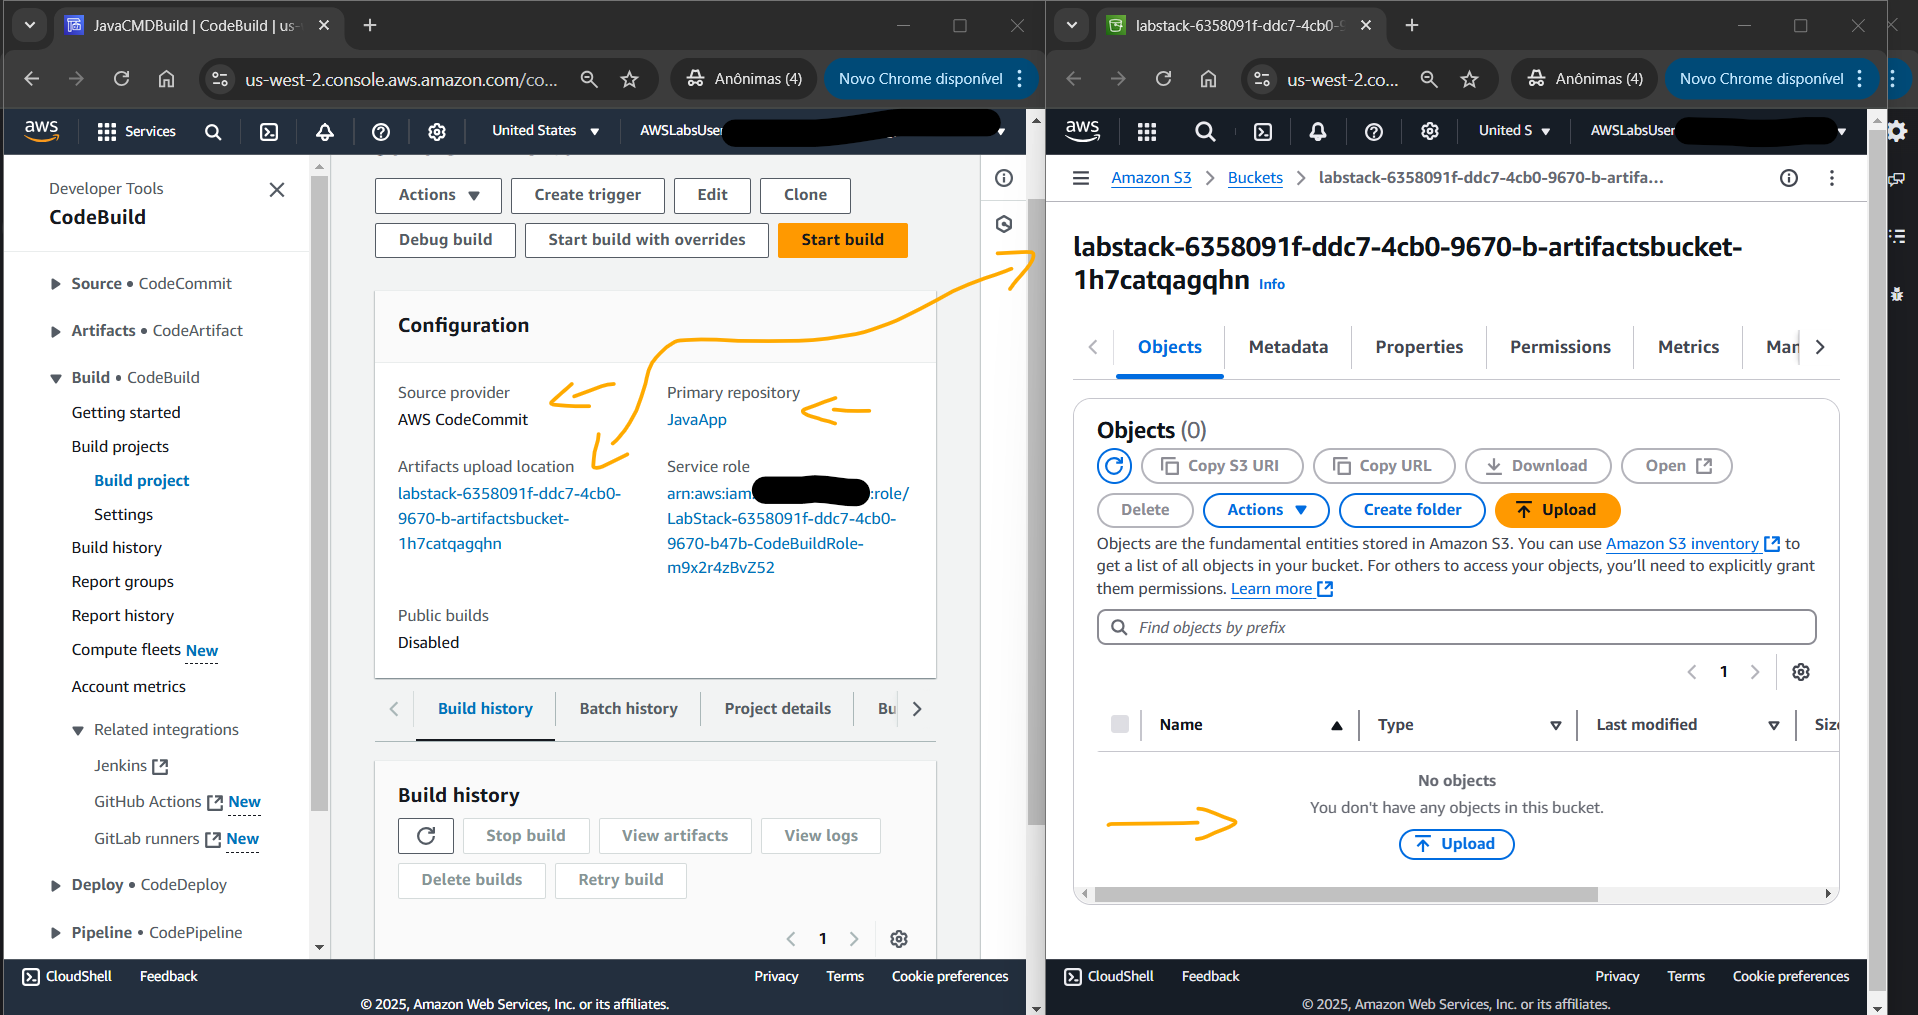 JavaCMDBuild | CodeBuild | us-
us-west-2.console.aws.amazon.com/co...
Anônimas (4)
Novo Chrome disponível
aws
Services
United States
AWSLabsUser
Developer Tools
CodeBuild
Source • CodeCommit
Artifacts • CodeArtifact
Build • CodeBuild
Getting started
Build projects
Build project
Settings
Build history
Report groups
Report history
Compute fleets New
Account metrics
Related integrations
Jenkins
GitHub Actions New
GitLab runners New
Deploy • CodeDeploy
Pipeline • CodePipeline
Actions
Create trigger
Edit
Clone
Debug build
Start build with overrides
Start build
Configuration
Source provider
AWS CodeCommit
Primary repository
JavaApp
Artifacts upload location
labstack-6358091f-ddc7-4cb0-
9670-b-artifactsbucket-
1h7catqagqhn
Service role
arn:aws:iam: :role/
LabStack-6358091f-ddc7-4cb0-
9670-b47b-CodeBuildRole-
m9x2r4zBvZ52
Public builds
Disabled
Build history
Batch history
Project details
Bu
Build history
Stop build
View artifacts
View logs
Delete builds
Retry build
1
CloudShell
Feedback
Privacy
Terms
Cookie preferences
© 2025, Amazon Web Services, Inc. or its affiliates.
labstack-6358091f-ddc7-4cb0-9
us-west-2.co...
Anônimas (4)
Novo Chrome disponível
aws
United S
AWSLabsUser
Amazon S3
Buckets
labstack-6358091f-ddc7-4cb0-9670-b-artifa...
labstack-6358091f-ddc7-4cb0-9670-b-artifactsbucket-
1h7catqagqhn Info
Objects
Metadata
Properties
Permissions
Metrics
Man
Objects (0)
Copy S3 URI
Copy URL
Download
Open
Delete
Actions
Create folder
Upload
Objects are the fundamental entities stored in Amazon S3. You can use Amazon S3 inventory to
get a list of all objects in your bucket. For others to access your objects, you'll need to explicitly grant
them permissions. Learn more
Find objects by prefix
1
Name
Type
Last modified
Size
No objects
You don't have any objects in this bucket.
Upload
CloudShell
Feedback
Privacy
Terms
Cookie preferences
© 2025, Amazon Web Services, Inc. or its affiliates.